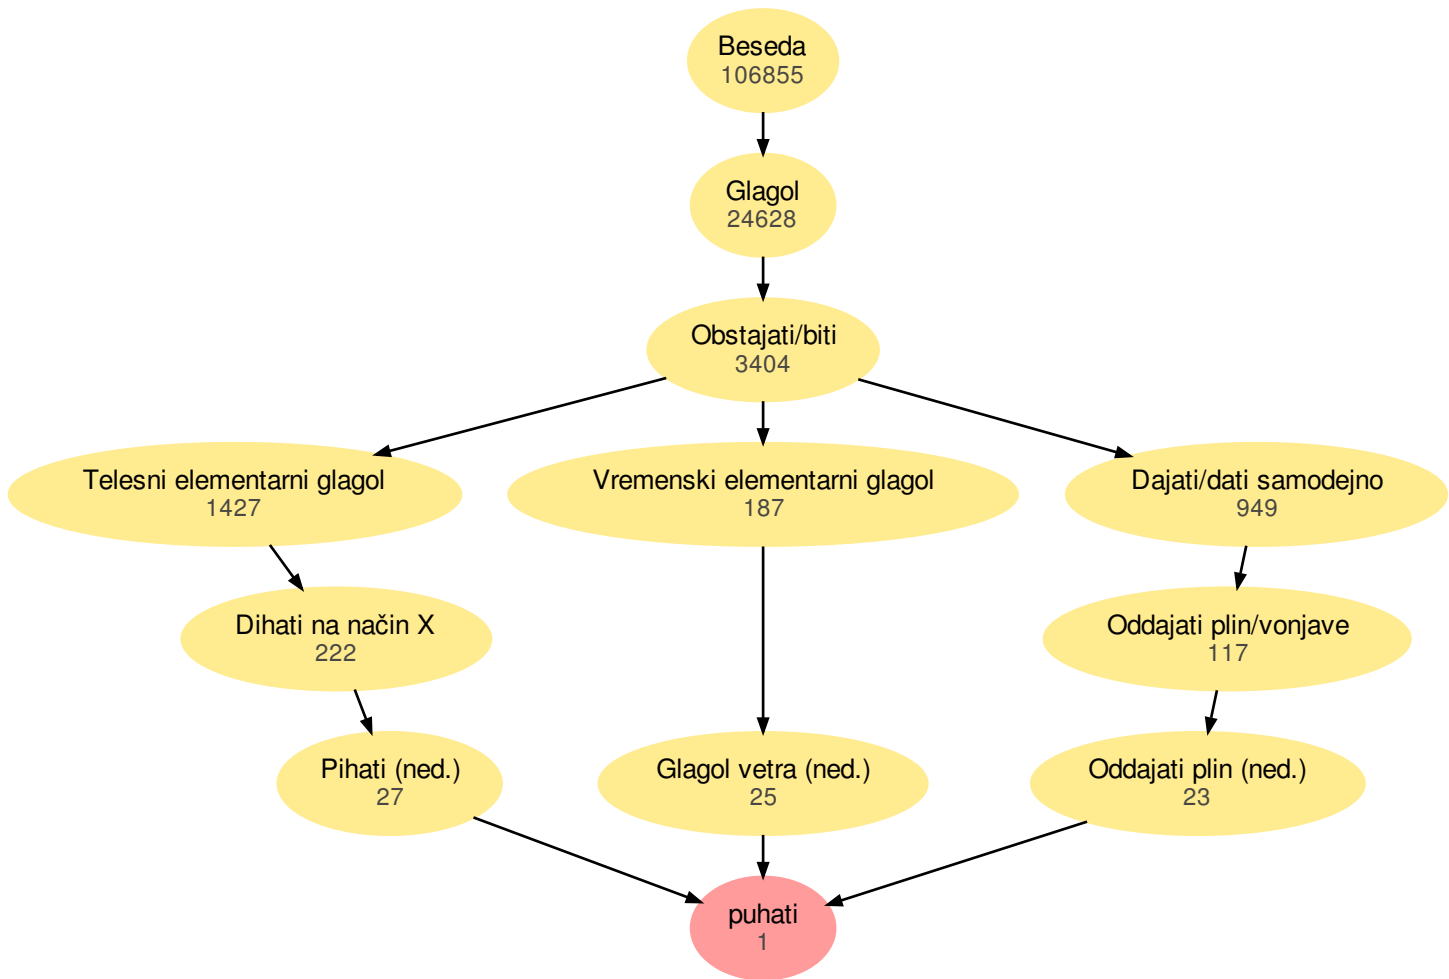 Beseda
106855
Glagol
24628
Obstajati/biti
3404
Telesni elementarni glagol
1427
Vremenski elementarni glagol
187
Dajati/dati samodejno
949
Dihati na način X
222
Oddajati plin/vonjave
117
Pihati (ned.)
27
Glagol vetra (ned.)
25
Oddajati plin (ned.)
23
puhati
1